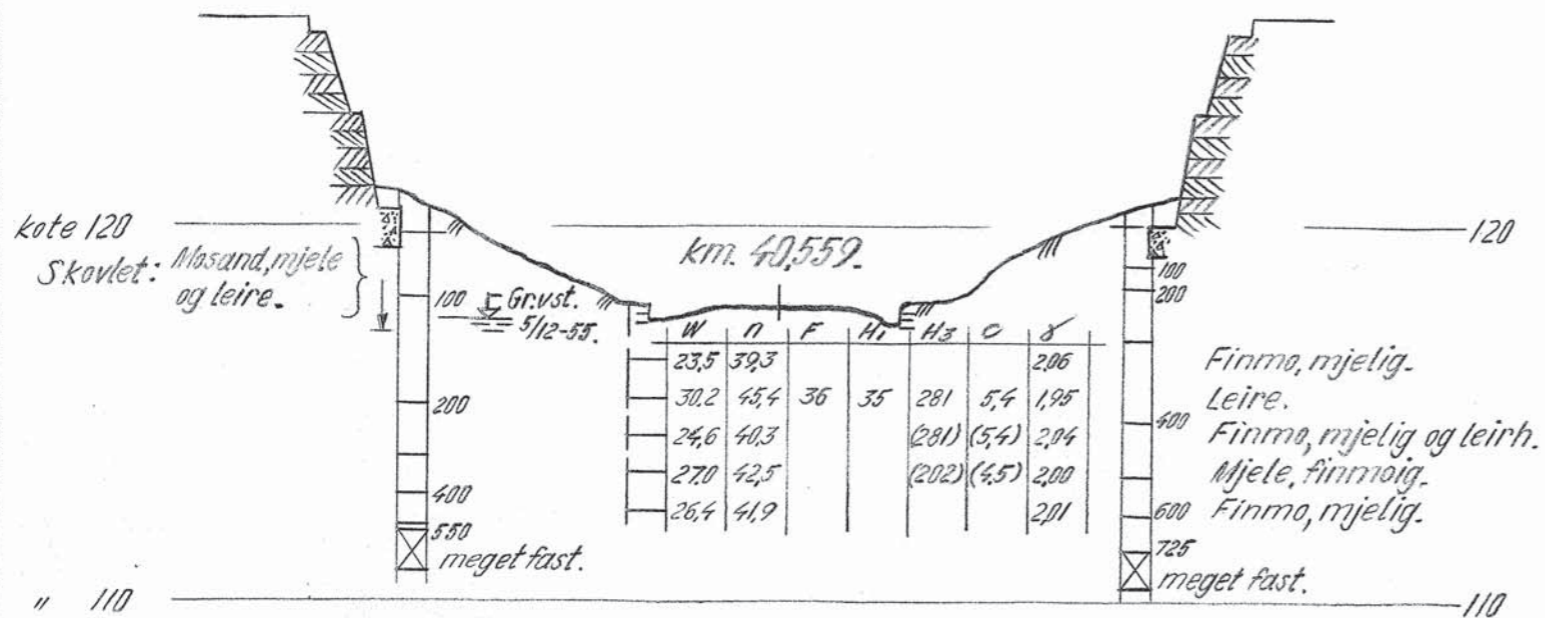 kote 120
120
km. 40,559.
Skovlet: Mosand, mjele
og leire.
100
Gr.vst.
5/12-55.
100
200
W n F H1 H3 c γ
23,5 39,3 2,06 Finmo, mjelig.
200
30,2 45,4 36 35 281 5,4 1,95 Leire.
24,6 40,3 (281) (5,4) 2,04 400 Finmo, mjelig og leirh.
27,0 42,5 (202) (4,5) 2,00 Mjele, finmoig.
400
26,4 41,9 2,01 600 Finmo, mjelig.
550
meget fast.
725
meget fast.
" 110
110